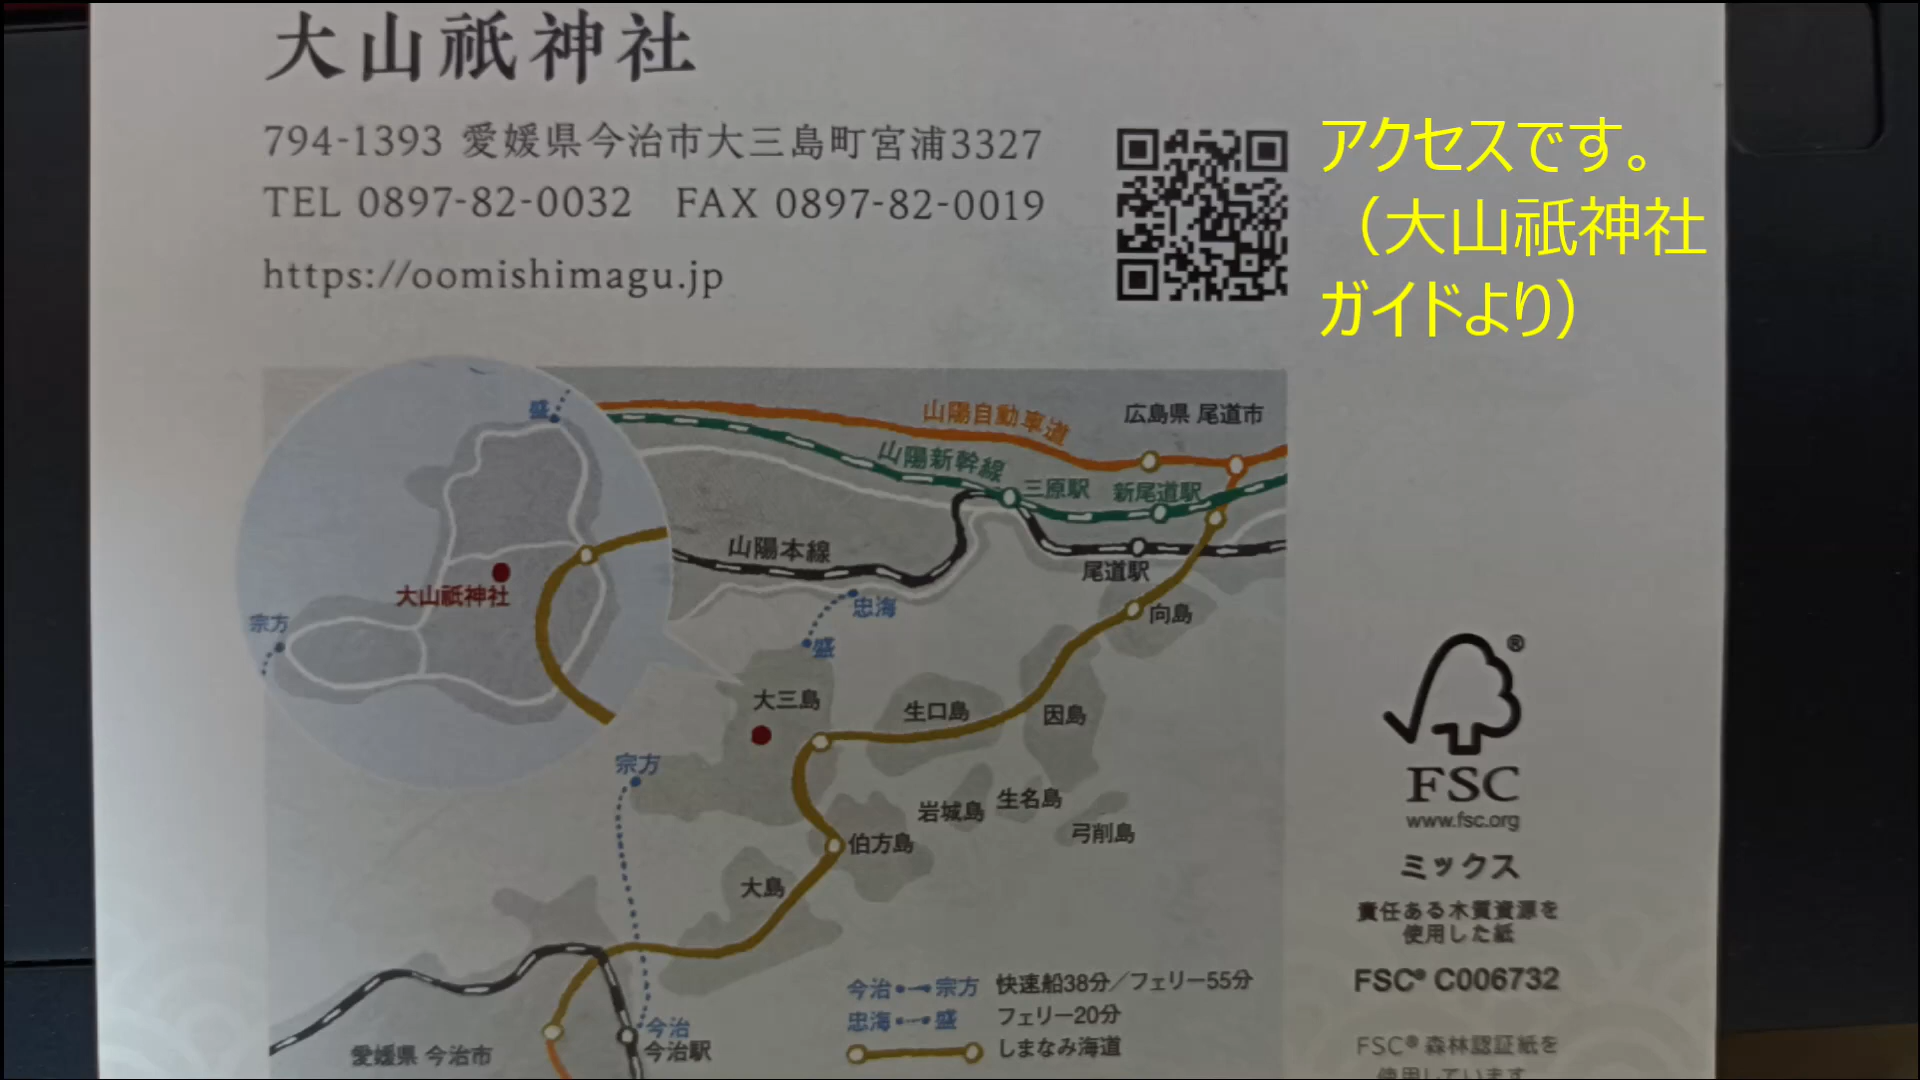 大山祇神社
794-1393 愛媛県今治市大三島町宮浦3327
TEL 0897-82-0032 FAX 0897-82-0019
https://oomishimagu.jp
アクセスです。
（大山祇神社
ガイドより）
盛
大山祇神社
宗方
山陽自動車道
広島県 尾道市
山陽新幹線
三原駅
新尾道駅
山陽本線
尾道駅
忠海
盛
向島
大三島
生口島
因島
宗方
岩城島
生名島
弓削島
伯方島
大島
今治
今治駅
愛媛県 今治市
今治 宗方 快速船38分／フェリー55分
忠海 盛 フェリー20分
しまなみ海道
®
FSC
www.fsc.org
ミックス
責任ある木質資源を
使用した紙
FSC® C006732
FSC® 森林認証紙を
使用しています